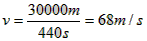 v = 30000m / 440s = 68m / s